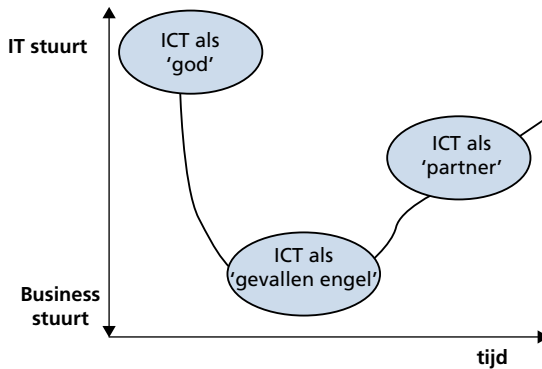 IT stuurt
ICT als
‘god’
ICT als
‘partner’
ICT als
‘gevallen engel’
Business
stuurt
tijd